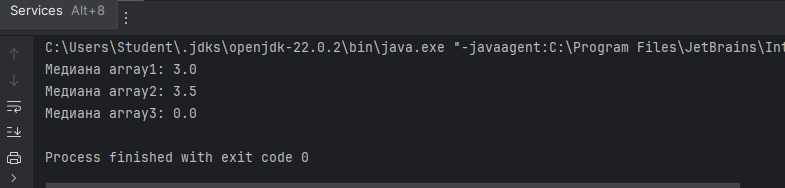 Services Alt+8
C:\Users\Student\.jdks\openjdk-22.0.2\bin\java.exe "-javaagent:C:\Program Files\JetBrains\Int
Медиана array1: 3.0
Медиана array2: 3.5
Медиана array3: 0.0
Process finished with exit code 0